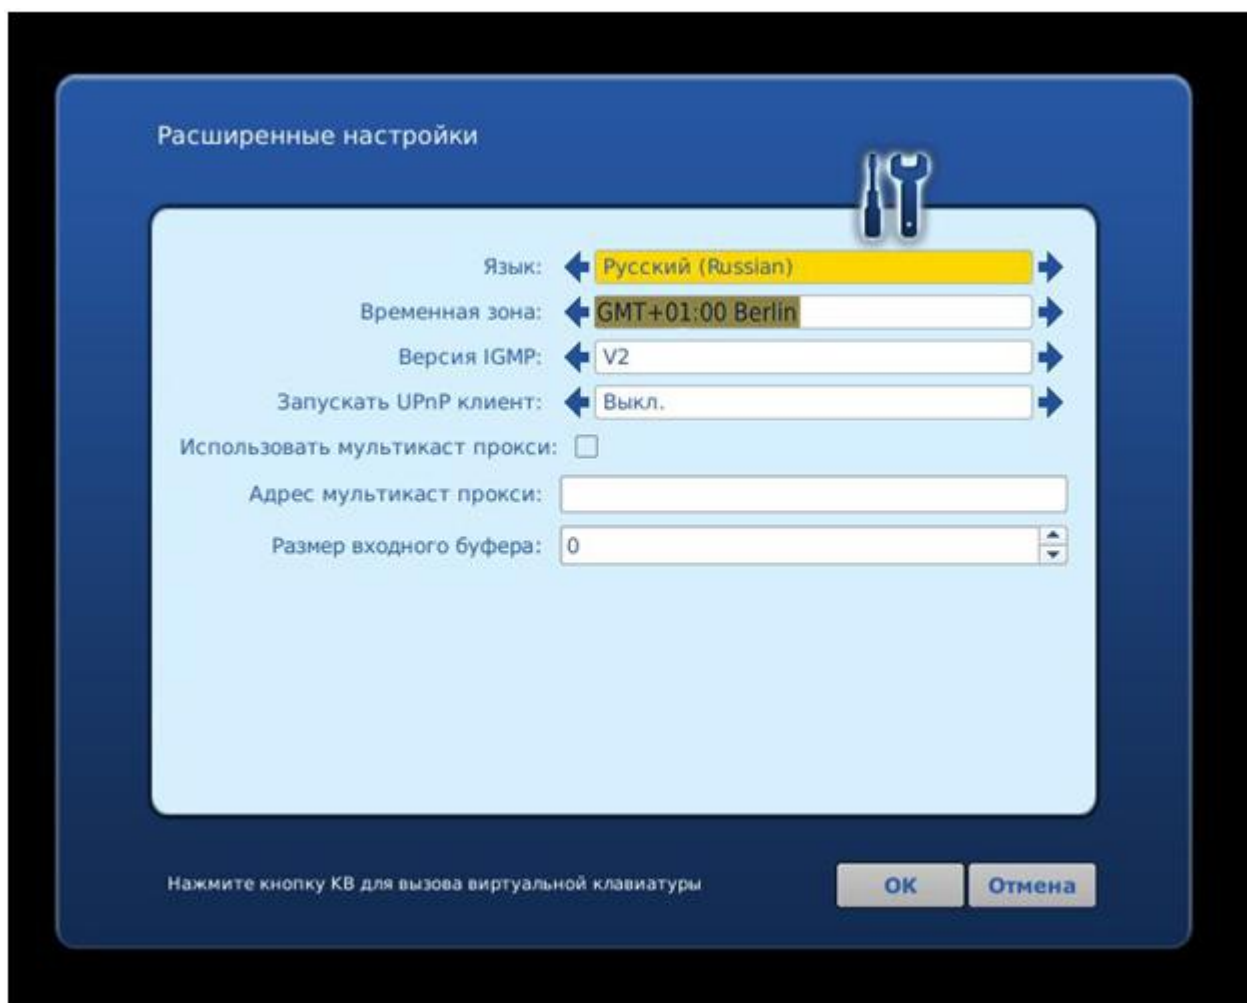 Расширенные настройки
Язык: Русский (Russian)
Временная зона: GMT+01:00 Berlin
Версия IGMP: V2
Запускать UPnP клиент: Выкл.
Использовать мультикаст прокси:
Адрес мультикаст прокси:
Размер входного буфера: 0
Нажмите кнопку KB для вызова виртуальной клавиатуры OK Отмена